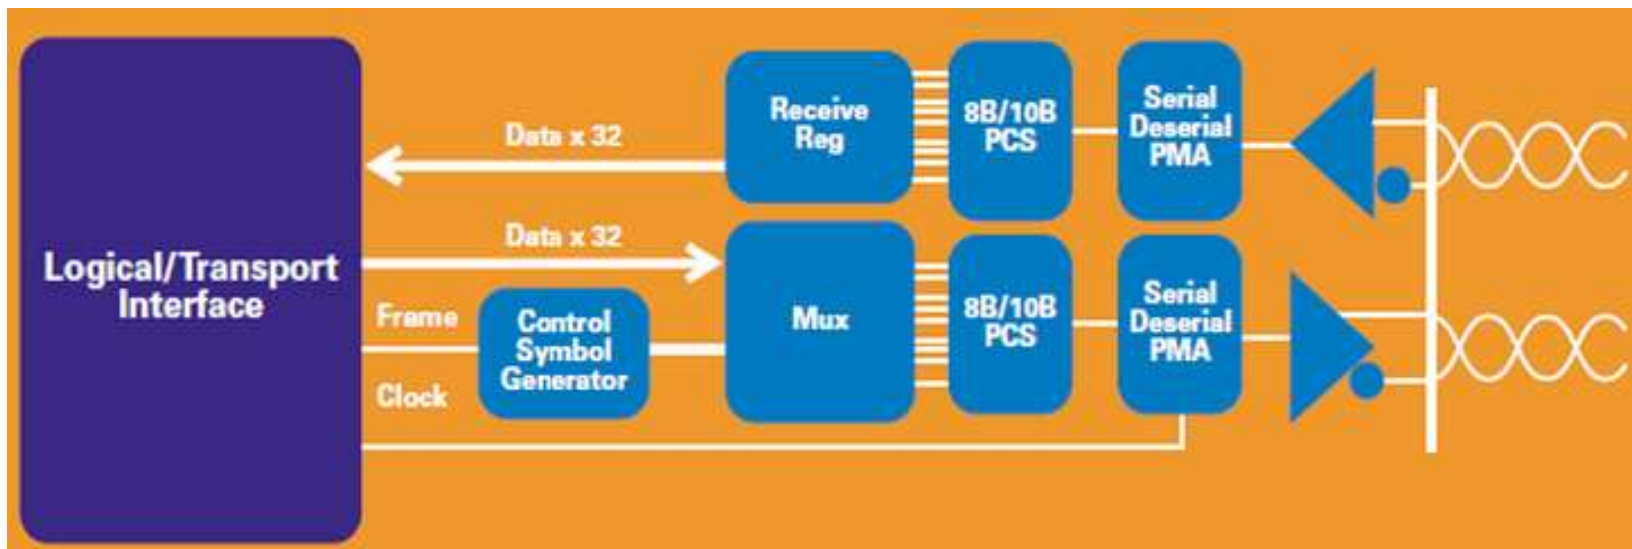 Logical/Transport
Interface
Data x 32
Data x 32
Frame
Clock
Control
Symbol
Generator
Receive
Reg
Mux
8B/10B
PCS
8B/10B
PCS
Serial
Deserial
PMA
Serial
Deserial
PMA